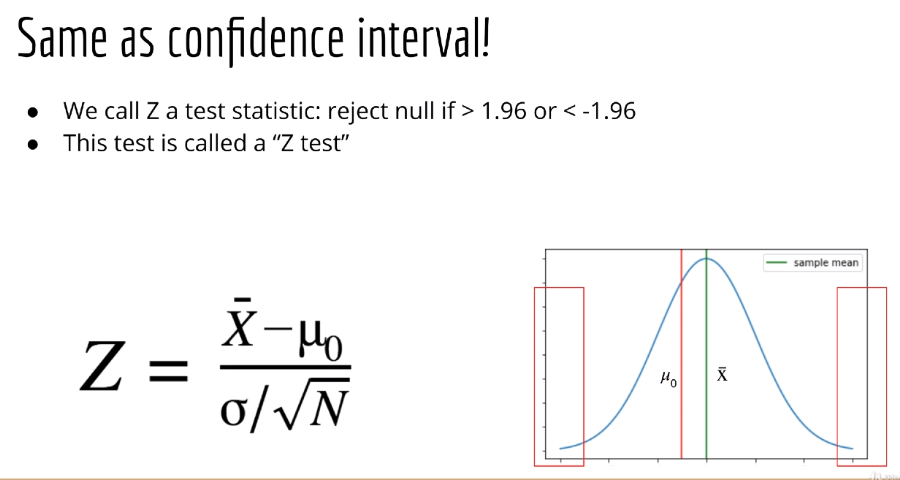 Same as confidence interval!
● We call Z a test statistic: reject null if > 1.96 or < -1.96
● This test is called a “Z test”
Z = (X̄ − μ₀) / (σ/√N)
sample mean
μ₀
x̄